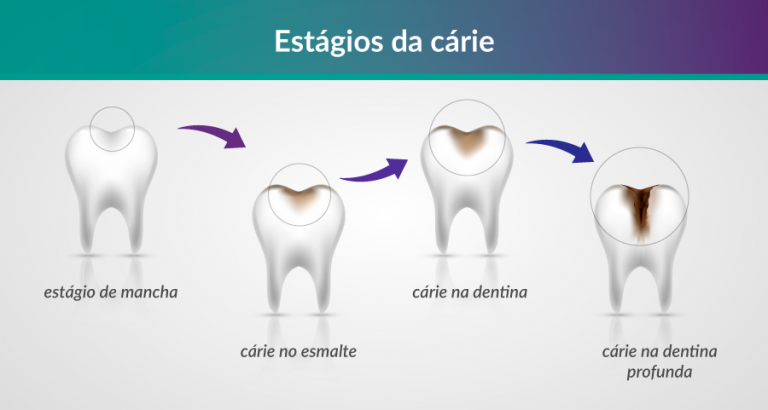 Estágios da cárie
estágio de mancha
cárie no esmalte
cárie na dentina
cárie na dentina
profunda